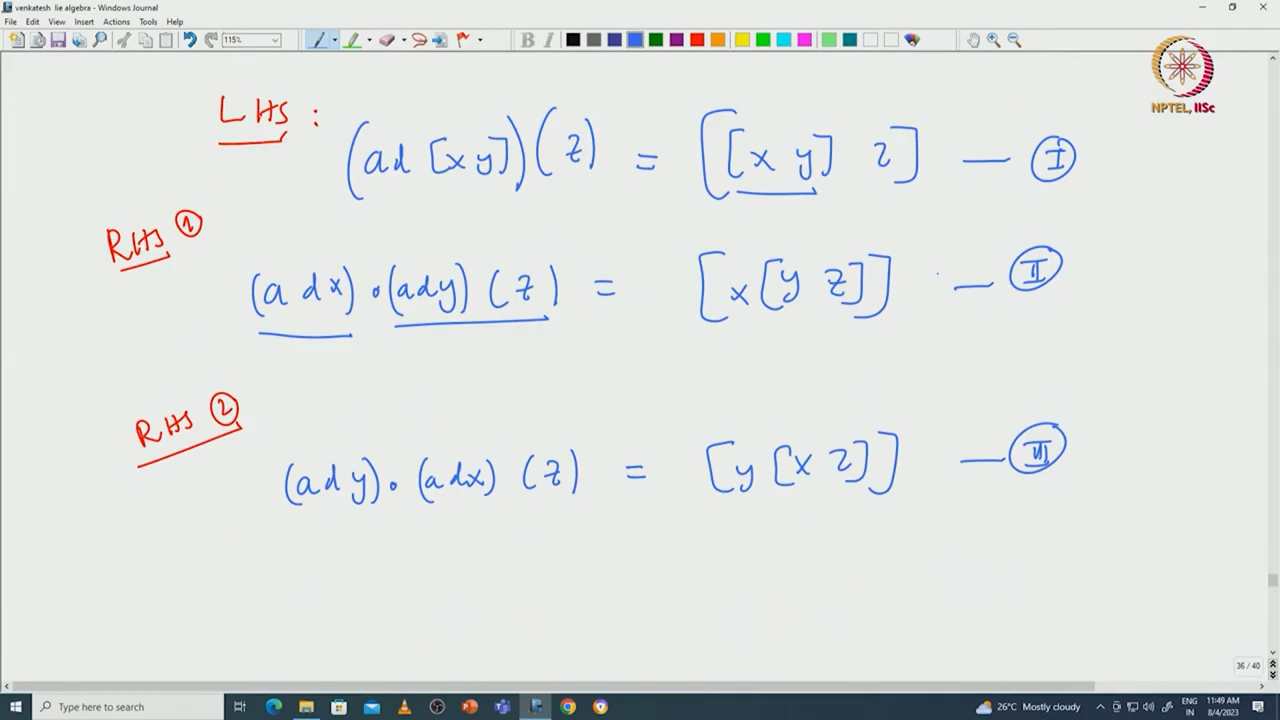 venkatesh lie algebra - Windows Journal
File Edit View Insert Actions Tools Help
115%
B I
NPTEL, IISc
LHS :
(ad [x y])(z) = [[x y] z] — I
RHS ①
(ad x) • (ad y) (z) = [x [y z]] — II
RHS ②
(ad y) • (ad x) (z) = [y [x z]] — III
36 / 40
Type here to search
26°C Mostly cloudy
ENG
IN
11:49 AM
8/4/2023